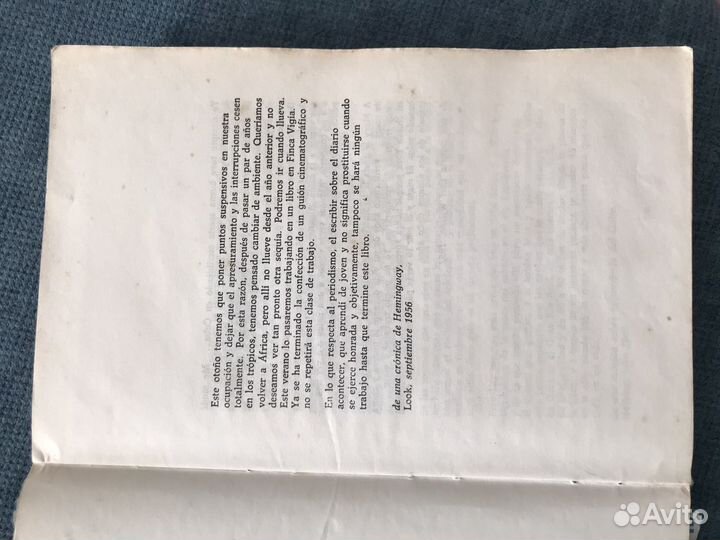 Este otoño tenemos que poner puntos suspensivos en nuestra
ocupación y dejar que el apresuramiento y las interrupciones cesen
totalmente. Por esta razón, después de pasar un par de años
en los trópicos, tenemos pensado cambiar de ambiente. Queríamos
volver a África, pero allí no llueve desde el año anterior y no
deseamos ver tan pronto otra sequía. Podremos ir cuando llueva.
Este verano lo pasaremos trabajando en un libro en Finca Vigía.
Ya se ha terminado la confección de un guión cinematográfico y
no se repetirá esta clase de trabajo.
En lo que respecta al periodismo, el escribir sobre el diario
acontecer, que aprendí de joven y no significa prostituirse cuando
se ejerce honrada y objetivamente, tampoco se hará ningún
trabajo hasta que termine este libro.
de una crónica de Hemingway,
Look, septiembre 1956
Avito